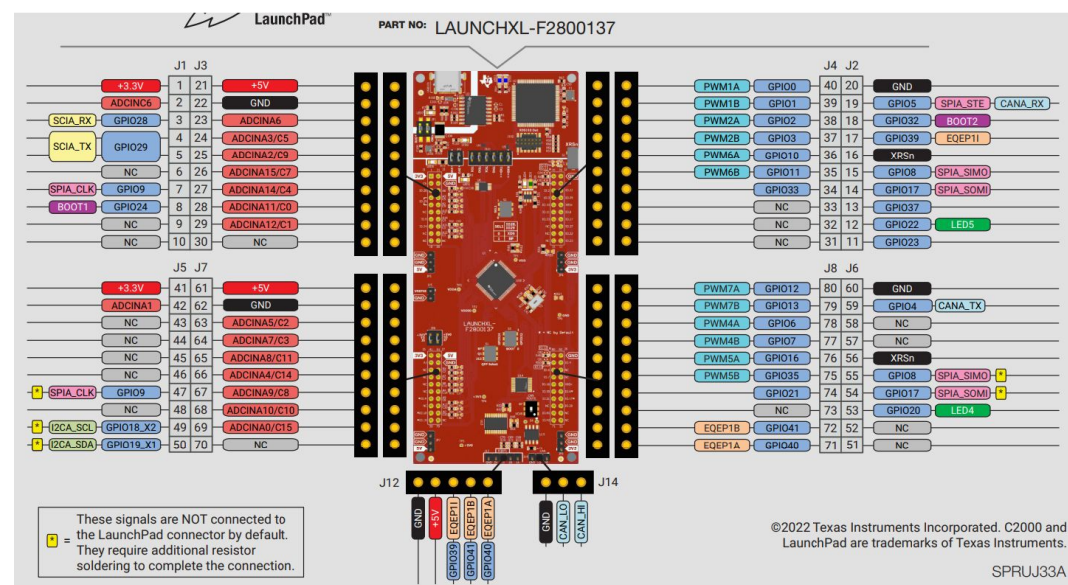 LaunchPad
PART NO: LAUNCHXL-F2800137
J1 J3
+3.3V 1 21 +5V
ADCINC6 2 22 GND
SCIA_RX GPIO28 3 23 ADCINA6
SCIA_TX GPIO29 4 24 ADCINA3/C5
5 25 ADCINA2/C9
NC 6 26 ADCINA15/C7
SPIA_CLK GPIO9 7 27 ADCINA14/C4
BOOT1 GPIO24 8 28 ADCINA11/C0
NC 9 29 ADCINA12/C1
NC 10 30 NC
J4 J2
PWM1A GPIO0 40 20 GND
PWM1B GPIO1 39 19 GPIO5 SPIA_STE CANA_RX
PWM2A GPIO2 38 18 GPIO32 BOOT2
PWM2B GPIO3 37 17 GPIO39 EQEP1I
PWM6A GPIO10 36 16 XRSn
PWM6B GPIO11 35 15 GPIO8 SPIA_SIMO
GPIO33 34 14 GPIO17 SPIA_SOMI
NC 33 13 GPIO37
NC 32 12 GPIO22 LED5
NC 31 11 GPIO23
J5 J7
+3.3V 41 61 +5V
ADCINA1 42 62 GND
NC 43 63 ADCINA5/C2
NC 44 64 ADCINA7/C3
NC 45 65 ADCINA8/C11
NC 46 66 ADCINA4/C14
* SPIA_CLK GPIO9 47 67 ADCINA9/C8
NC 48 68 ADCINA10/C10
* I2CA_SCL GPIO18_X2 49 69 ADCINA0/C15
* I2CA_SDA GPIO19_X1 50 70 NC
LAUNCHXL-
F2800137
J8 J6
PWM7A GPIO12 80 60 GND
PWM7B GPIO13 79 59 GPIO4 CANA_TX
PWM4A GPIO6 78 58 NC
PWM4B GPIO7 77 57 NC
PWM5A GPIO16 76 56 XRSn
PWM5B GPIO35 75 55 GPIO8 SPIA_SIMO *
GPIO21 74 54 GPIO17 SPIA_SOMI *
NC 73 53 GPIO20 LED4
EQEP1B GPIO41 72 52 NC
EQEP1A GPIO40 71 51 NC
J12
GND
+5V
EQEP1I GPIO39
EQEP1B GPIO41
EQEP1A GPIO40
J14
GND
CAN_LO
CAN_HI
These signals are NOT connected to
* = the LaunchPad connector by default.
They require additional resistor
soldering to complete the connection.
©2022 Texas Instruments Incorporated. C2000 and
LaunchPad are trademarks of Texas Instruments.
SPRUJ33A